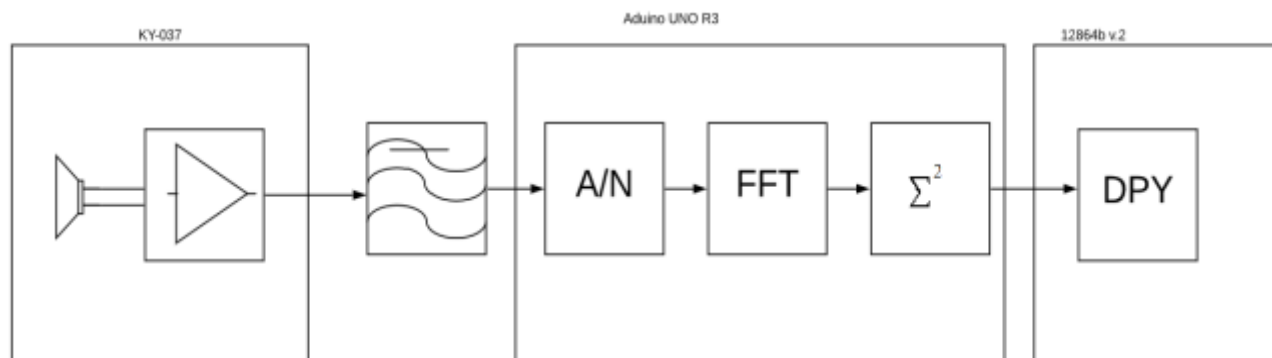 Aduino UNO R3
KY-037
12864b v.2
A/N
FFT
∑²
DPY